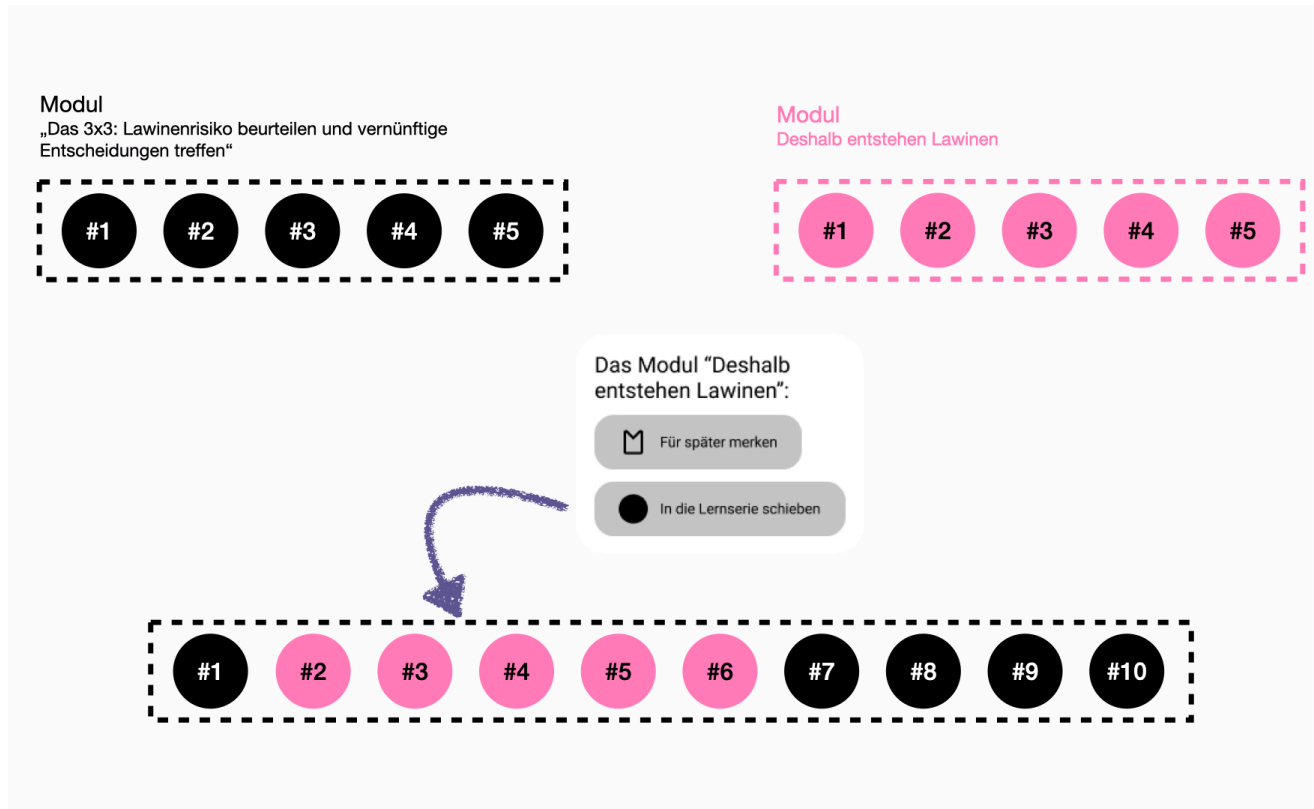 Modul
„Das 3x3: Lawinenrisiko beurteilen und vernünftige
Entscheidungen treffen“
#1 #2 #3 #4 #5
Modul
Deshalb entstehen Lawinen
#1 #2 #3 #4 #5
Das Modul “Deshalb
entstehen Lawinen”:
Für später merken
In die Lernserie schieben
#1 #2 #3 #4 #5 #6 #7 #8 #9 #10